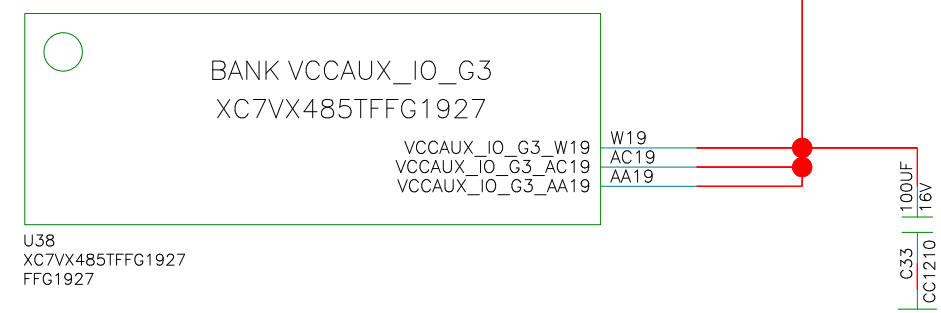 BANK VCCAUX_IO_G3
XC7VX485TFFG1927
VCCAUX_IO_G3_W19 W19
VCCAUX_IO_G3_AC19 AC19
VCCAUX_IO_G3_AA19 AA19
U38
XC7VX485TFFG1927
FFG1927
100UF
16V
C33
CC1210